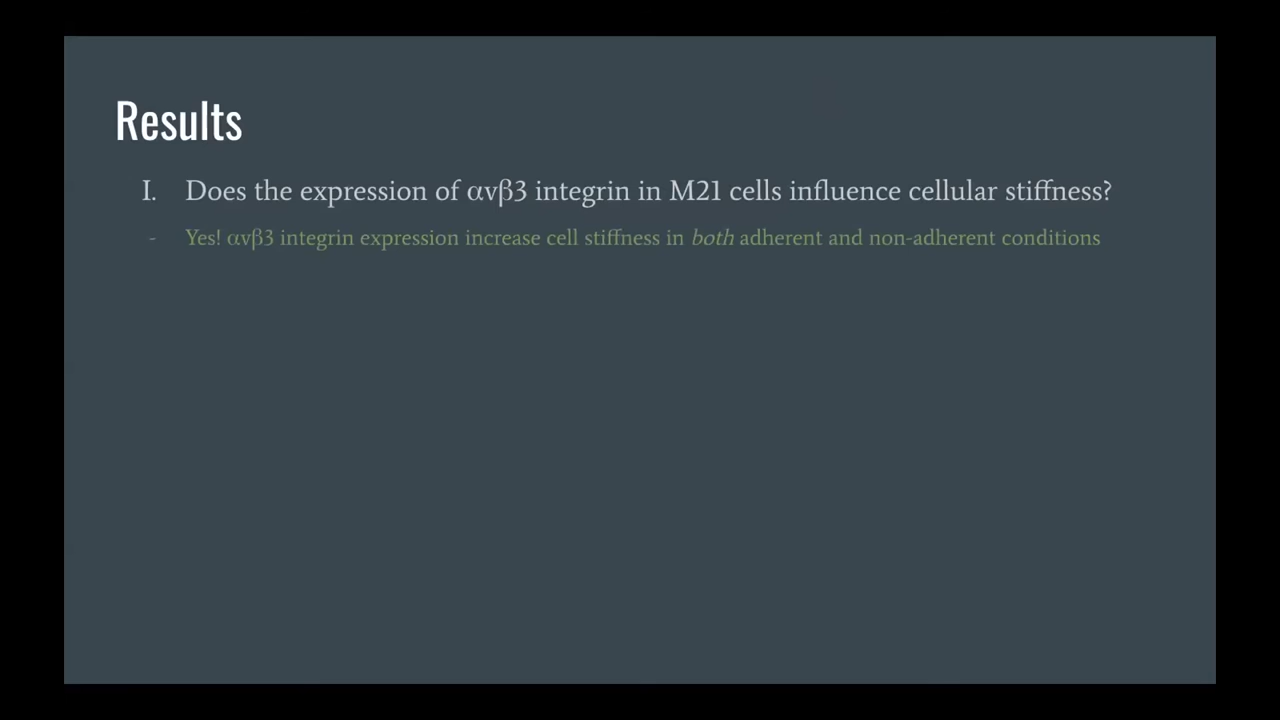 Results
I. Does the expression of αvβ3 integrin in M21 cells influence cellular stiffness?
- Yes! αvβ3 integrin expression increase cell stiffness in both adherent and non-adherent conditions